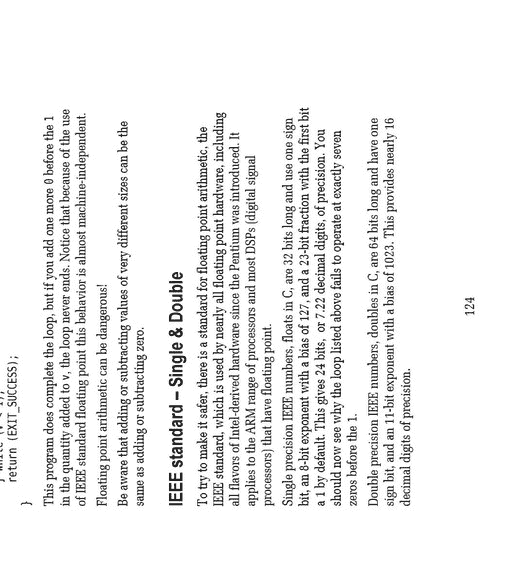 return (EXIT_SUCCESS);
}
This program does complete the loop, but if you add one more 0 before the 1
in the quantity added to v, the loop never ends. Notice that because of the use
of IEEE standard floating point this behavior is almost machine-independent.
Floating point arithmetic can be dangerous!
Be aware that adding or subtracting values of very different sizes can be the
same as adding or subtracting zero.
IEEE standard – Single & Double
To try to make it safer, there is a standard for floating point arithmetic, the
IEEE standard, which is used by nearly all floating point hardware, including
all flavors of Intel-derived hardware since the Pentium was introduced. It
applies to the ARM range of processors and most DSPs (digital signal
processors) that have floating point.
Single precision IEEE numbers, floats in C, are 32 bits long and use one sign
bit, an 8-bit exponent with a bias of 127, and a 23-bit fraction with the first bit
a 1 by default. This gives 24 bits, or 7.22 decimal digits, of precision. You
should now see why the loop listed above fails to operate at exactly seven
zeros before the 1.
Double precision IEEE numbers, doubles in C, are 64 bits long and have one
sign bit, and an 11-bit exponent with a bias of 1023. This provides nearly 16
decimal digits of precision.
124